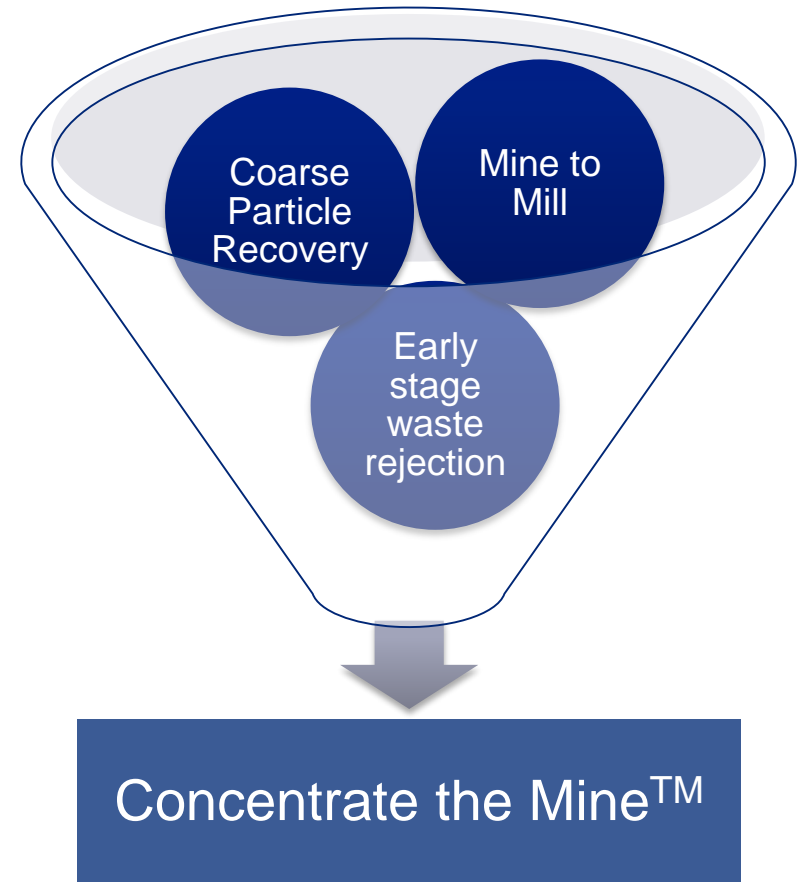 Coarse
Particle
Recovery
Mine to
Mill
Early
stage
waste
rejection
Concentrate the Mine™